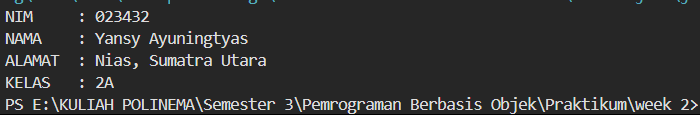 NIM    : 023432
NAMA   : Yansy Ayuningtyas
ALAMAT : Nias, Sumatra Utara
KELAS  : 2A
PS E:\KULIAH POLINEMA\Semester 3\Pemrograman Berbasis Objek\Praktikum\week 2>